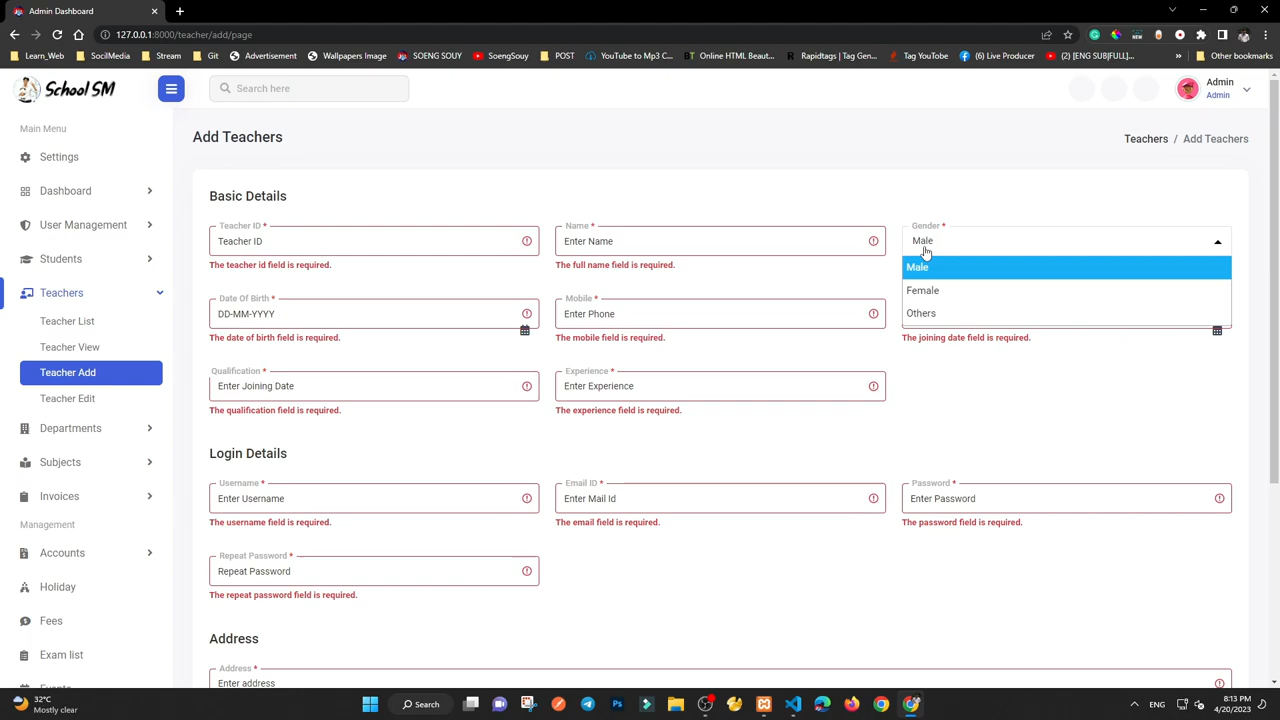 Admin Dashboard
127.0.0.1:8000/teacher/add/page
Learn_Web
SocilMedia
Stream
Git
Advertisement
Wallpapers Image
SOENG SOUY
SoengSouy
POST
YouTube to Mp3 C...
Rapidtags | Tag Gen...
Tag YouTube
(6) Live Producer
[ENG SUB[FULL]...
Other bookmarks
School SM
Search here
Admin
Admin
Main Menu
Settings
Dashboard
User Management
Students
Teachers
Teacher List
Teacher View
Teacher Add
Teacher Edit
Departments
Subjects
Invoices
Management
Accounts
Holiday
Fees
Exam list
Events
Add Teachers
Teachers / Add Teachers
Basic Details
Teacher ID *
Teacher ID
The teacher id field is required.
Name *
Enter Name
The full name field is required.
Gender *
Male
Male
Female
Others
Date Of Birth *
DD-MM-YYYY
The date of birth field is required.
Mobile *
Enter Phone
The mobile field is required.
The joining date field is required.
Qualification *
Enter Joining Date
The qualification field is required.
Experience *
Enter Experience
The experience field is required.
Login Details
Username *
Enter Username
The username field is required.
Email ID *
Enter Mail Id
The email field is required.
Password *
Enter Password
The password field is required.
Repeat Password *
Repeat Password
The repeat password field is required.
Address
Address *
Enter address
32°C
Mostly clear
Search
ENG
8:13 PM
4/20/2023